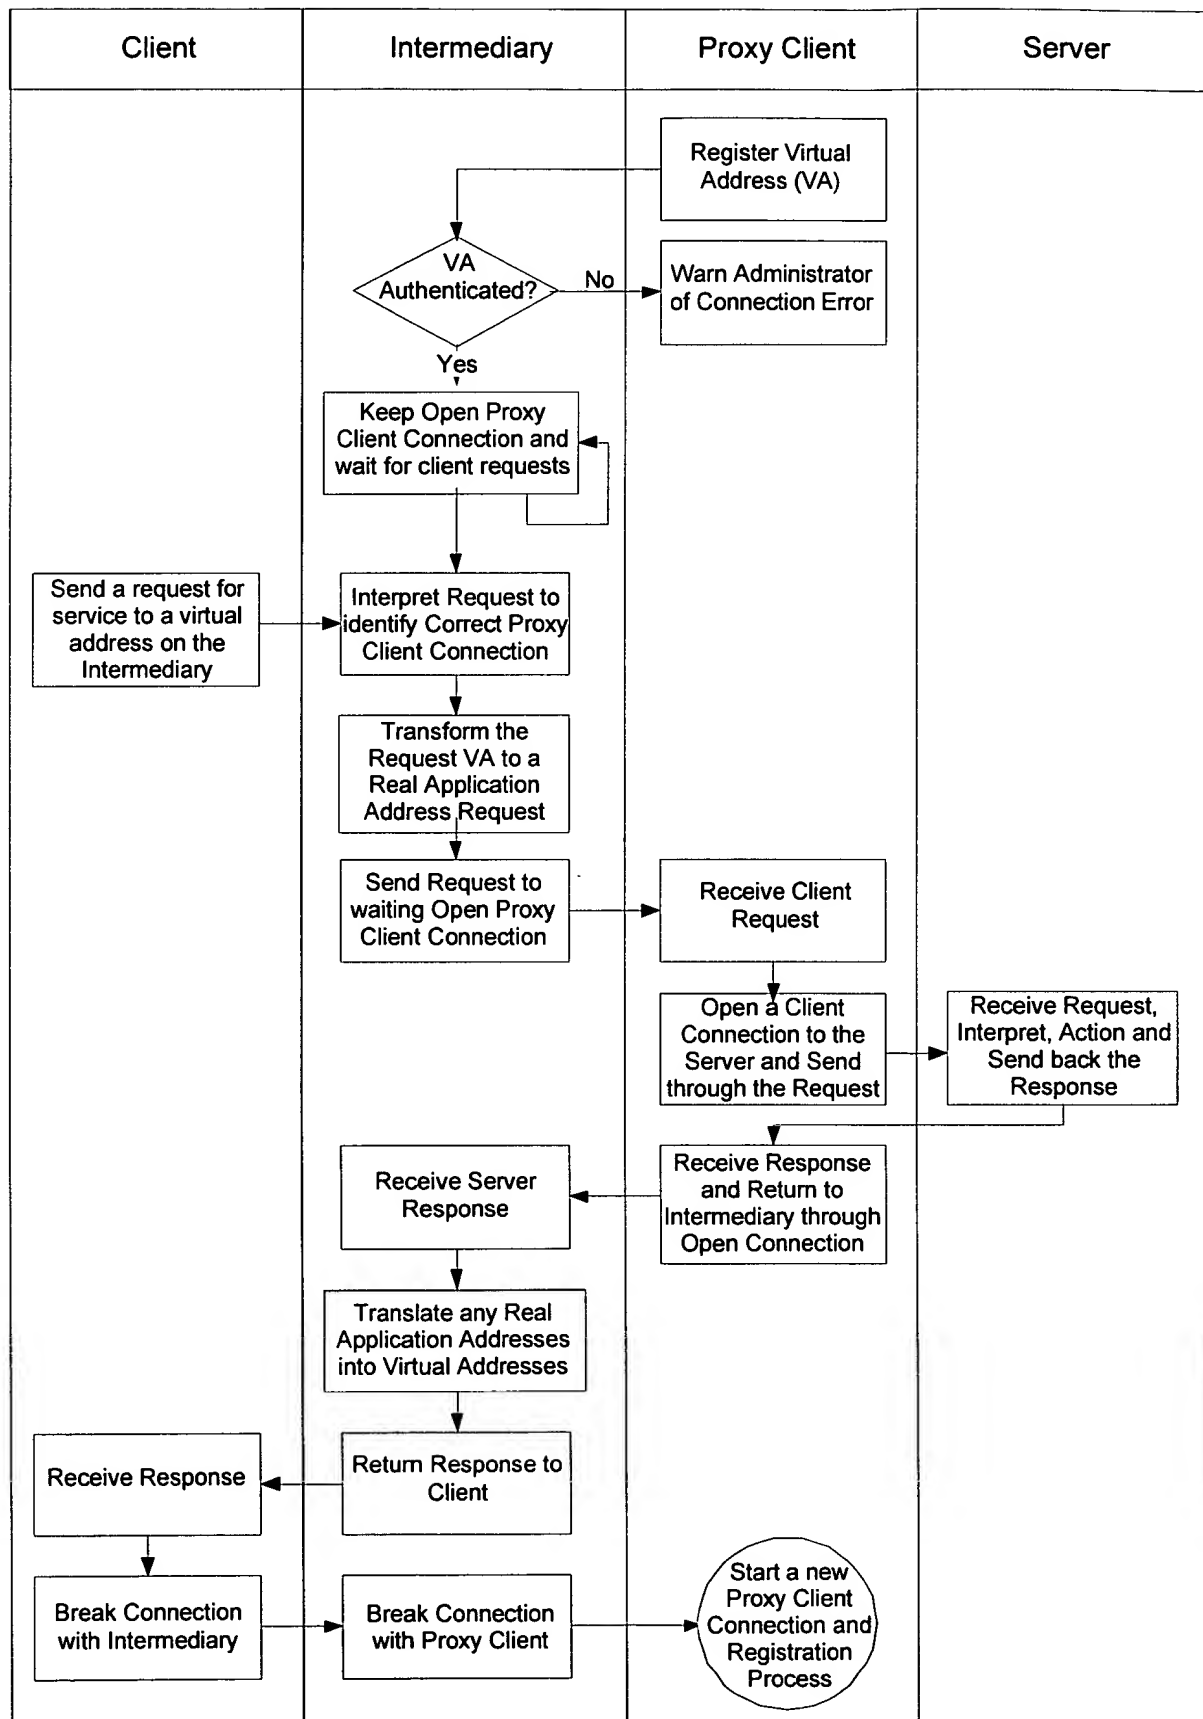 Client
Intermediary
Proxy Client
Server
Register Virtual
Address (VA)
VA
Authenticated?
No
Warn Administrator
of Connection Error
Yes
Keep Open Proxy
Client Connection and
wait for client requests
Send a request for
service to a virtual
address on the
Intermediary
Interpret Request to
identify Correct Proxy
Client Connection
Transform the
Request VA to a
Real Application
Address Request
Send Request to
waiting Open Proxy
Client Connection
Receive Client
Request
Open a Client
Connection to the
Server and Send
through the Request
Receive Request,
Interpret, Action and
Send back the
Response
Receive Response
and Return to
Intermediary through
Open Connection
Receive Server
Response
Translate any Real
Application Addresses
into Virtual Addresses
Return Response to
Client
Receive Response
Break Connection
with Intermediary
Break Connection
with Proxy Client
Start a new
Proxy Client
Connection and
Registration
Process